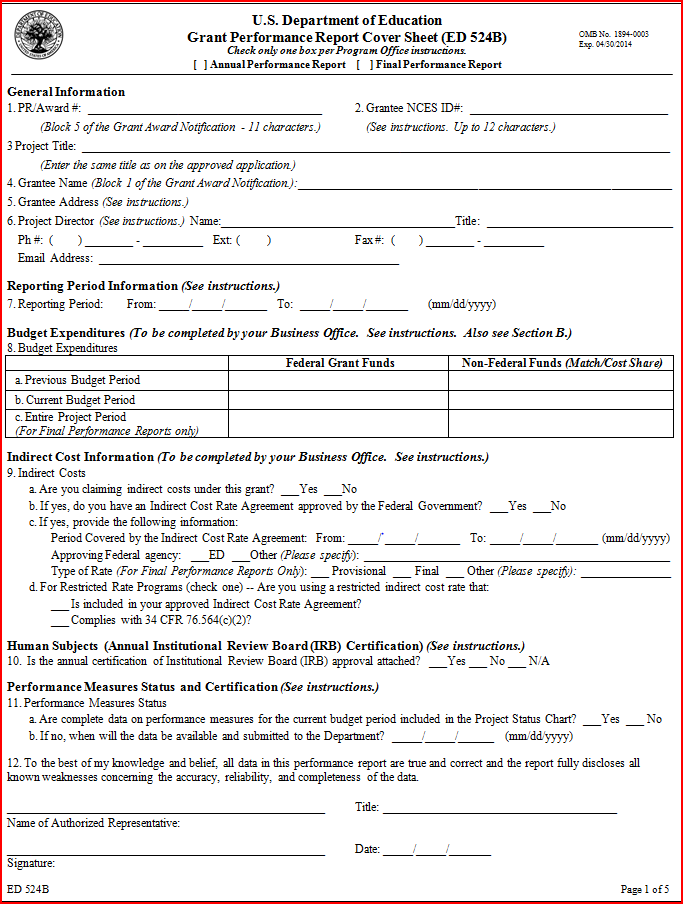 U.S. Department of Education
Grant Performance Report Cover Sheet (ED 524B)
Check only one box per Program Office instructions.
[ ] Annual Performance Report [ ] Final Performance Report
OMB No. 1894-0003
Exp. 04/30/2014
General Information
1. PR/Award #: ____________________ 2. Grantee NCES ID#: ____________________
(Block 5 of the Grant Award Notification - 11 characters.) (See instructions. Up to 12 characters.)
3 Project Title: ____________________
(Enter the same title as on the approved application.)
4. Grantee Name (Block 1 of the Grant Award Notification.): ____________________
5. Grantee Address (See instructions.)
6. Project Director (See instructions.) Name: ____________________ Title: ____________________
Ph #: ( ) ________ - __________ Ext: ( ) Fax #: ( ) ________ - __________
Email Address: ____________________
Reporting Period Information (See instructions.)
7. Reporting Period: From: _____/_____/_______ To: _____/_____/_______ (mm/dd/yyyy)
Budget Expenditures (To be completed by your Business Office. See instructions. Also see Section B.)
8. Budget Expenditures
Federal Grant Funds Non-Federal Funds (Match/Cost Share)
a. Previous Budget Period
b. Current Budget Period
c. Entire Project Period
(For Final Performance Reports only)
Indirect Cost Information (To be completed by your Business Office. See instructions.)
9. Indirect Costs
a. Are you claiming indirect costs under this grant? ___Yes ___No
b. If yes, do you have an Indirect Cost Rate Agreement approved by the Federal Government? ___Yes ___No
c. If yes, provide the following information:
Period Covered by the Indirect Cost Rate Agreement: From: _____/_____/_______ To: _____/_____/_______ (mm/dd/yyyy)
Approving Federal agency: ___ED ___Other (Please specify): ____________________
Type of Rate (For Final Performance Reports Only): ___ Provisional ___ Final ___ Other (Please specify): ____________________
d. For Restricted Rate Programs (check one) -- Are you using a restricted indirect cost rate that:
___ Is included in your approved Indirect Cost Rate Agreement?
___ Complies with 34 CFR 76.564(c)(2)?
Human Subjects (Annual Institutional Review Board (IRB) Certification) (See instructions.)
10. Is the annual certification of Institutional Review Board (IRB) approval attached? ___Yes ___ No ___ N/A
Performance Measures Status and Certification (See instructions.)
11. Performance Measures Status
a. Are complete data on performance measures for the current budget period included in the Project Status Chart? ___Yes ___ No
b. If no, when will the data be available and submitted to the Department? _____/_____/______ (mm/dd/yyyy)
12. To the best of my knowledge and belief, all data in this performance report are true and correct and the report fully discloses all
known weaknesses concerning the accuracy, reliability, and completeness of the data.
____________________ Title: ____________________
Name of Authorized Representative:
____________________ Date: _____/_____/_______
Signature:
ED 524B Page 1 of 5